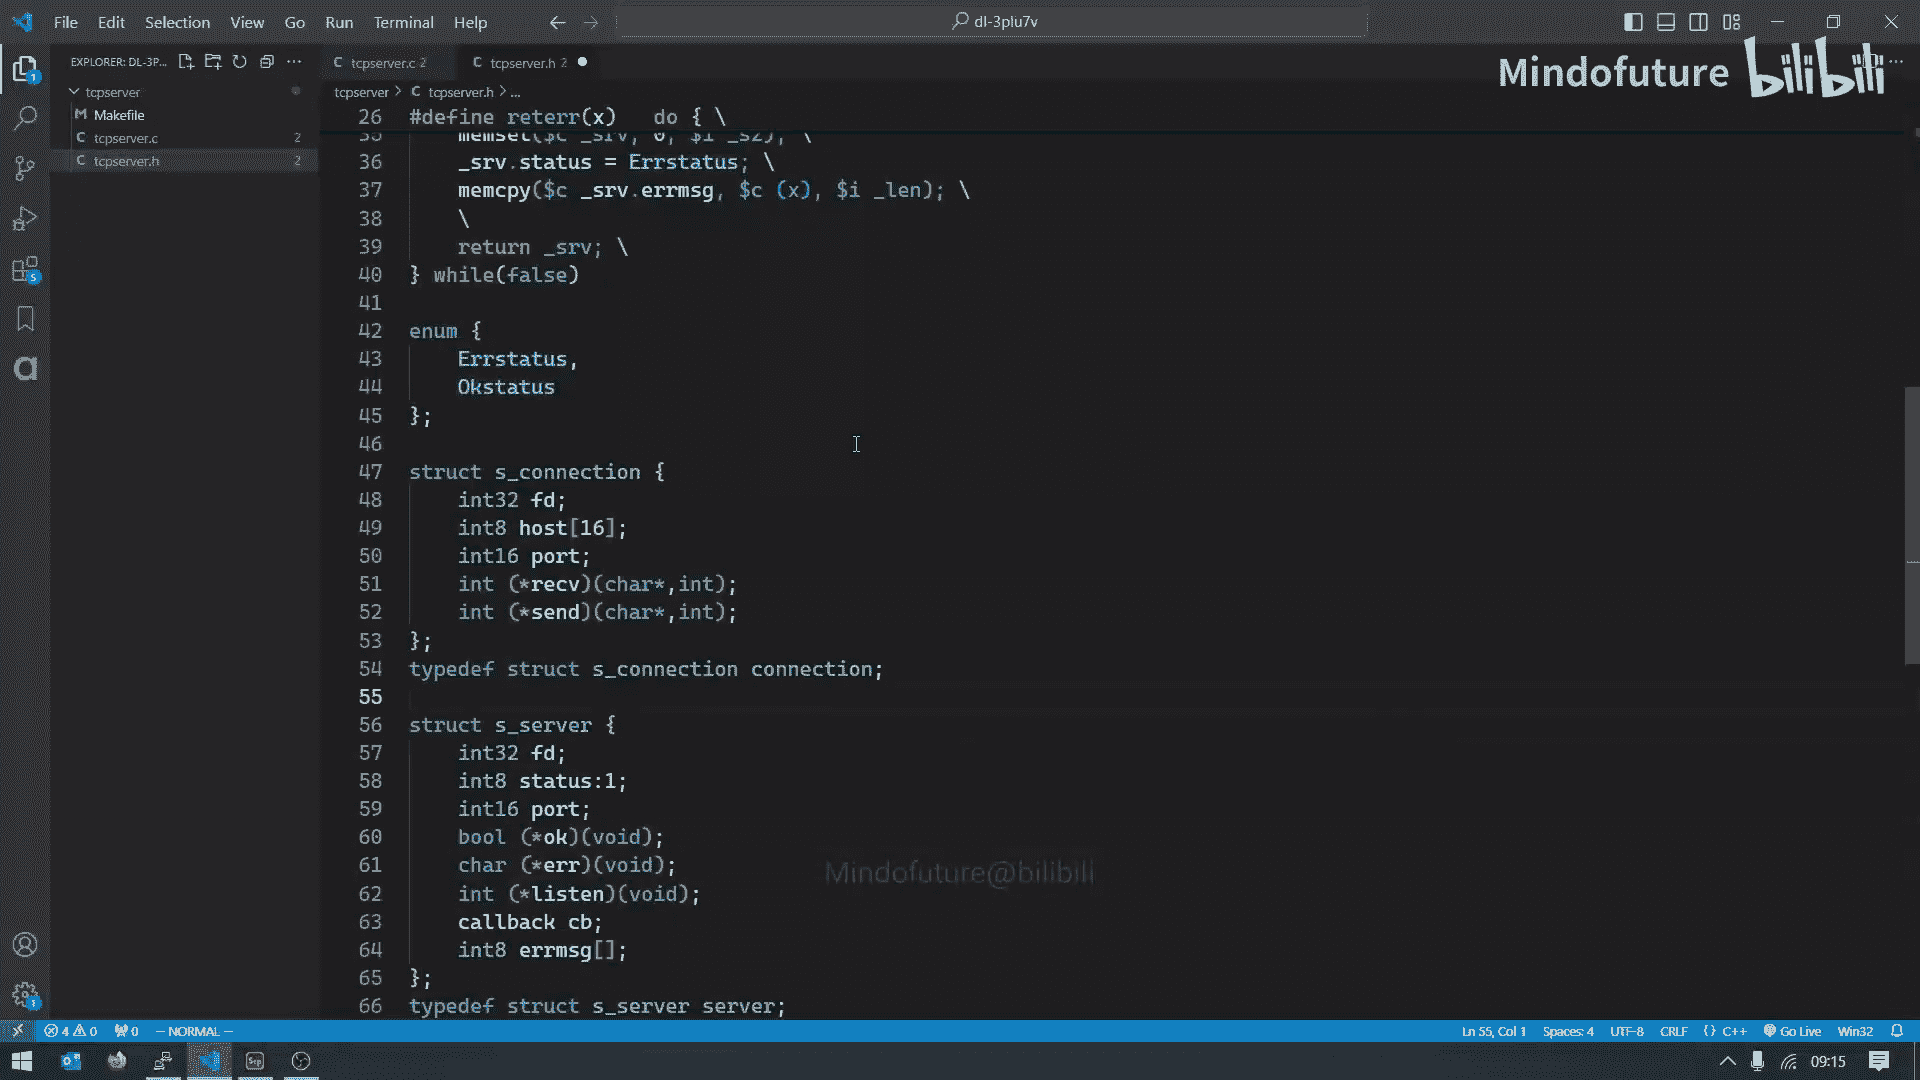 File Edit Selection View Go Run Terminal Help
dl-3plu7v
EXPLORER: DL-3P...
tcpserver.c 2
tcpserver.h 2
Mindofuture bilibili
tcpserver
tcpserver > C tcpserver.h > ...
M Makefile
C tcpserver.c 2
C tcpserver.h 2
26 #define reterr(x) do { \
35 memset($c _srv, 0, $i _sz); \
36 _srv.status = Errstatus; \
37 memcpy($c _srv.errmsg, $c (x), $i _len); \
38 \
39 return _srv; \
40 } while(false)
41
42 enum {
43 Errstatus,
44 Okstatus
45 };
46
47 struct s_connection {
48 int32 fd;
49 int8 host[16];
50 int16 port;
51 int (*recv)(char*,int);
52 int (*send)(char*,int);
53 };
54 typedef struct s_connection connection;
55
56 struct s_server {
57 int32 fd;
58 int8 status:1;
59 int16 port;
60 bool (*ok)(void);
61 char (*err)(void);
62 int (*listen)(void);
63 callback cb;
64 int8 errmsg[];
65 };
66 typedef struct s_server server;
Mindofuture@bilibili
4 0 0 -- NORMAL --
Ln 55, Col 1 Spaces: 4 UTF-8 CRLF {} C++ Go Live Win32
09:15